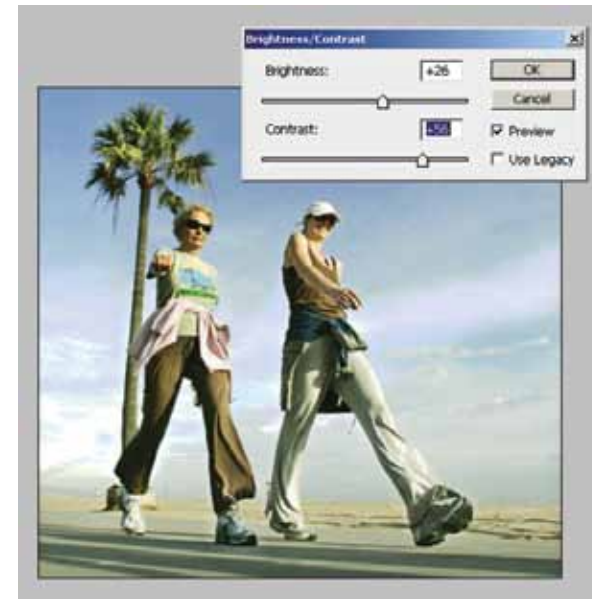 Brightness/Contrast
Brightness: +26
OK
Cancel
Contrast: +56
Preview
Use Legacy